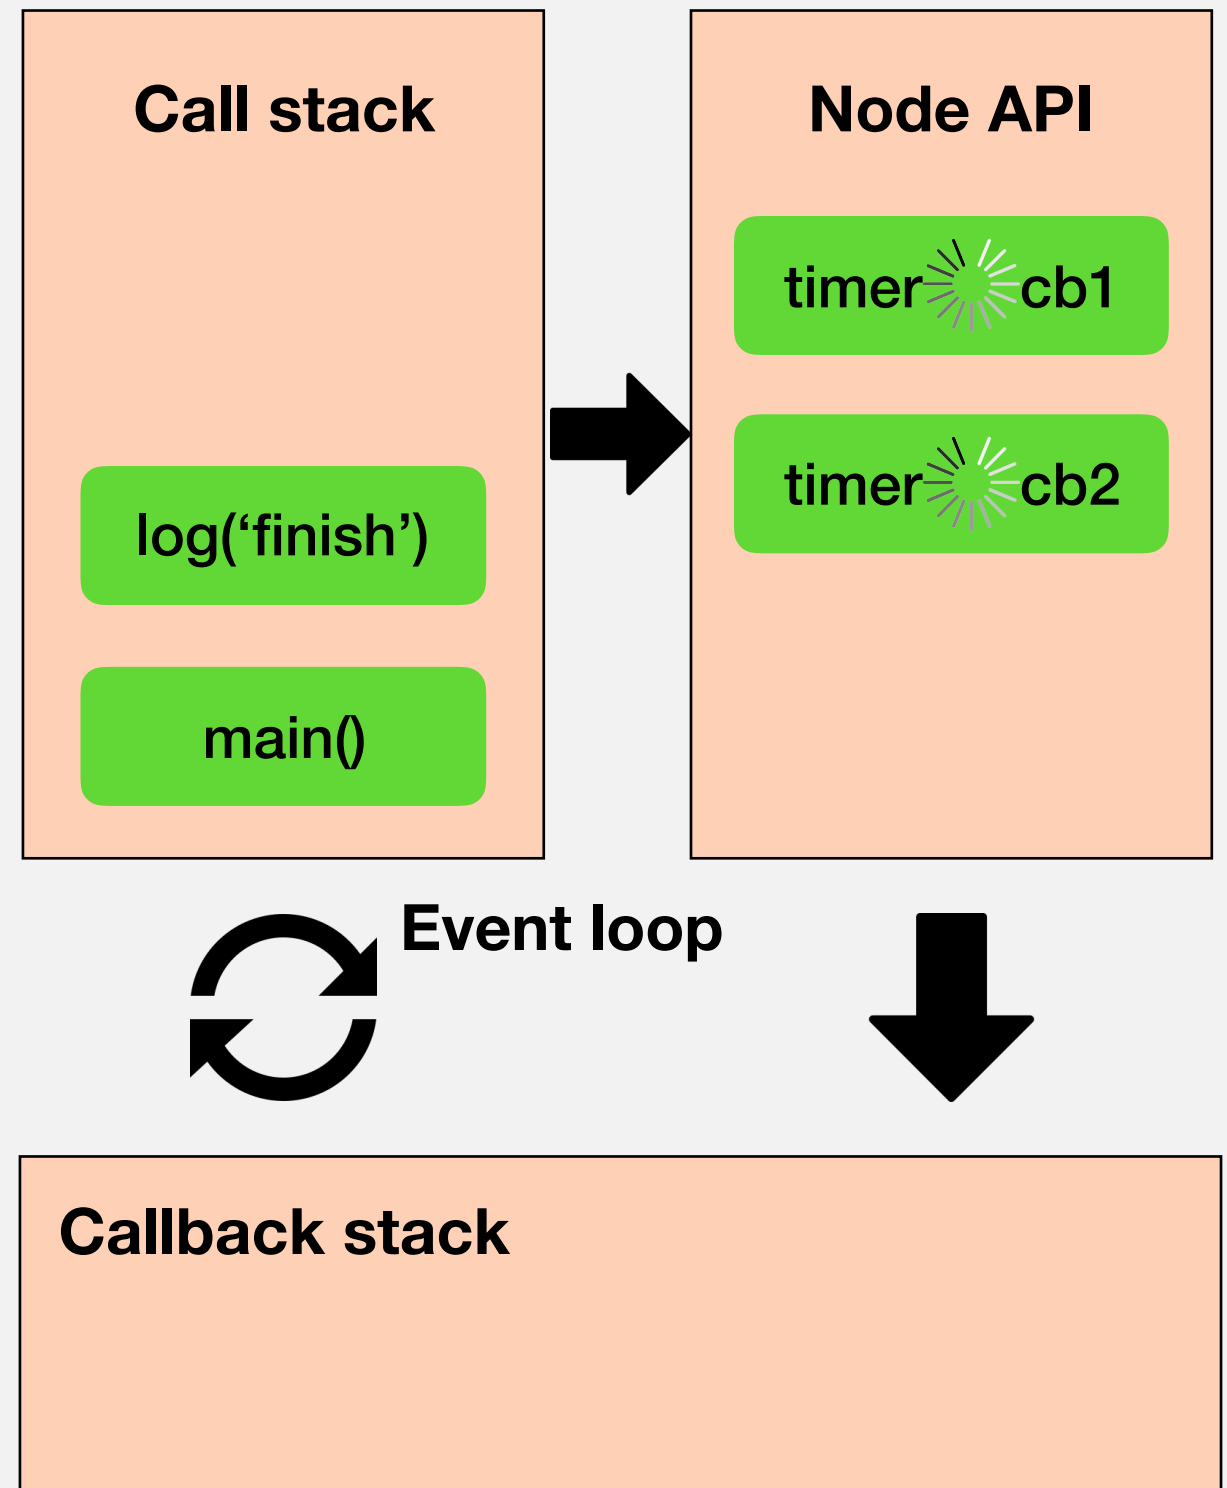 Call stack
Node API
timer cb1
timer cb2
log(‘finish’)
main()
Event loop
Callback stack